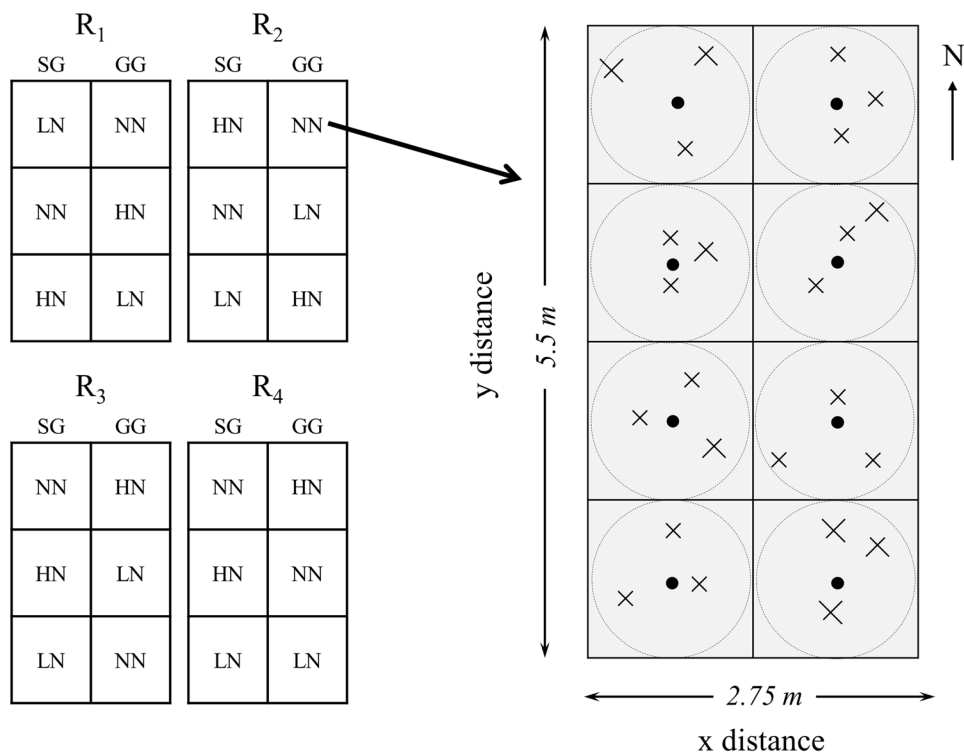 R1 R2
SG GG SG GG
LN NN HN NN
NN HN NN LN
HN LN LN HN
R3 R4
SG GG SG GG
NN HN NN HN
HN LN HN NN
LN NN LN LN
N
y distance
5.5 m
2.75 m
x distance